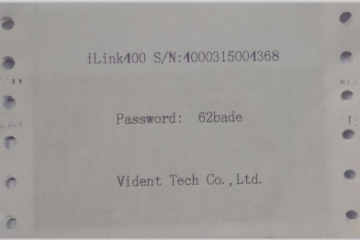 iLink400 S/N:4000315004368
Password: 62bade
Vident Tech Co.,Ltd.